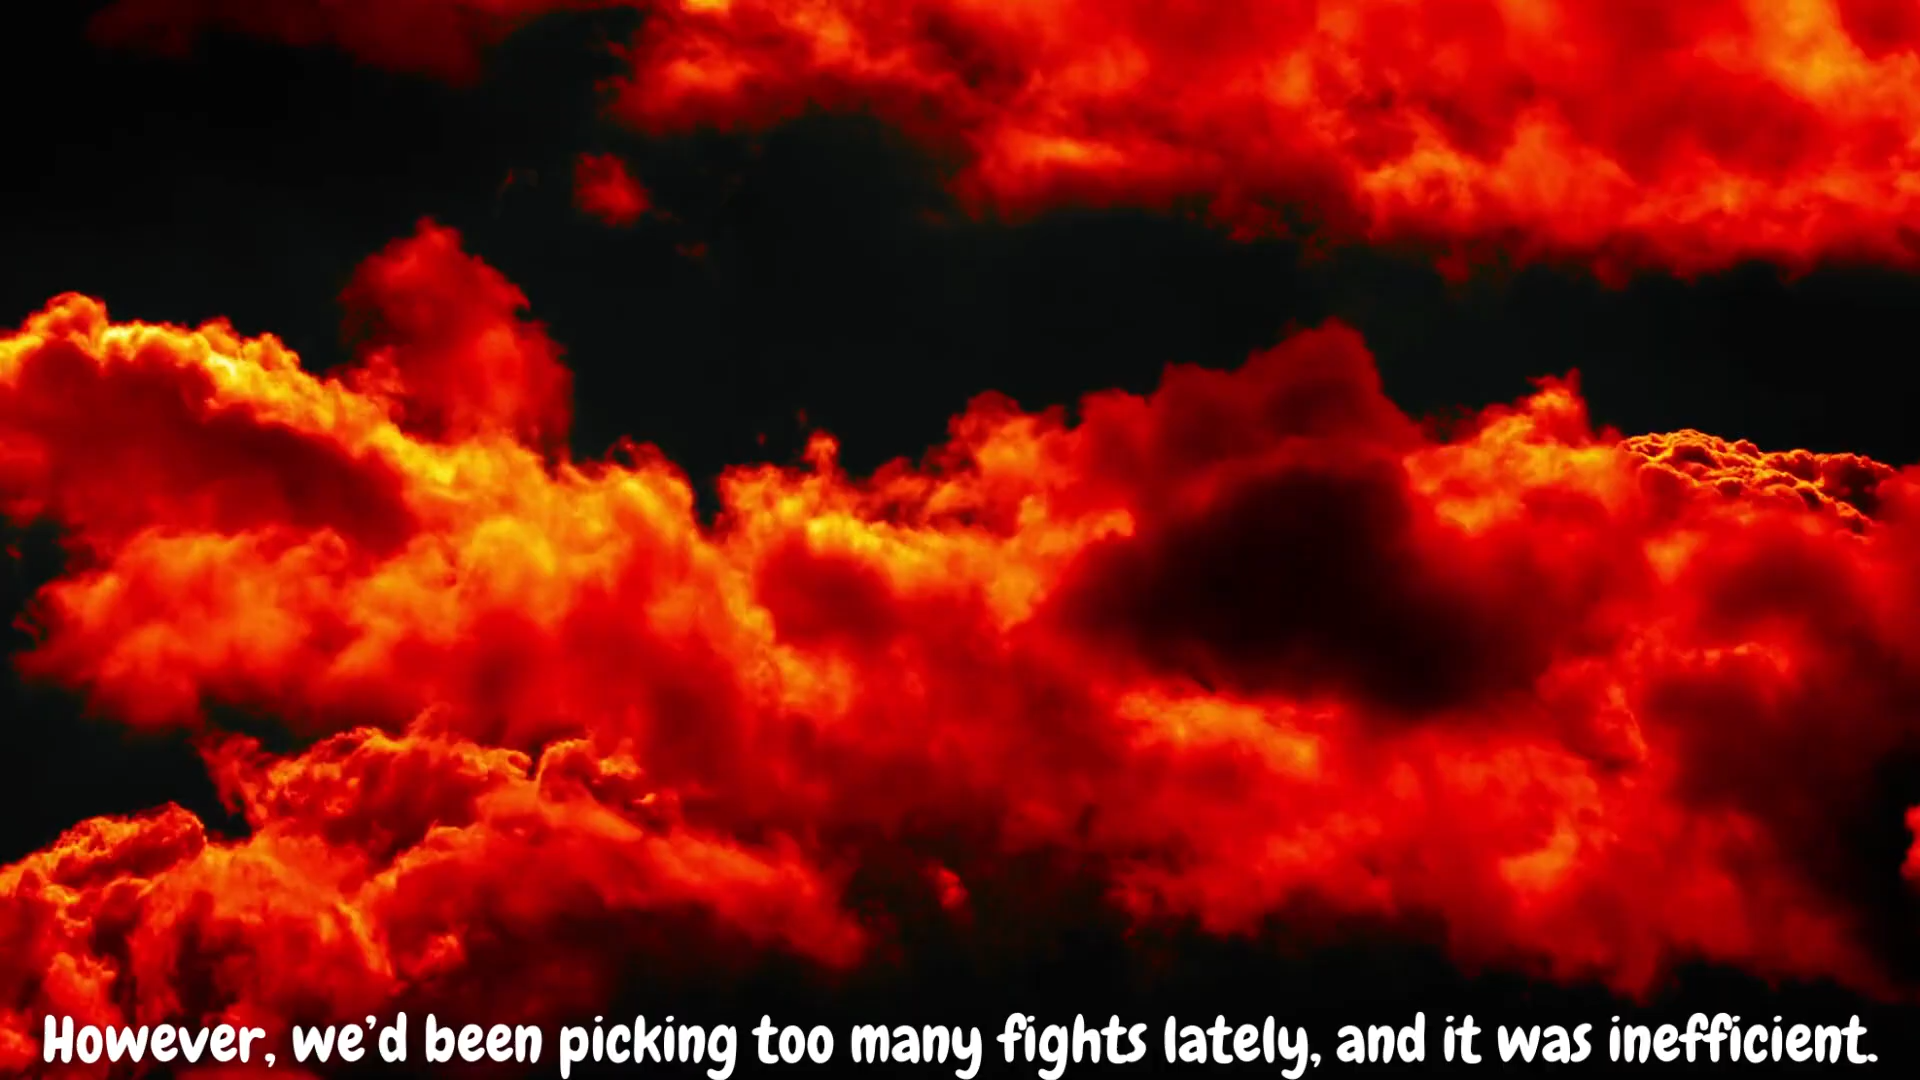 However, we’d been picking too many fights lately, and it was inefficient.